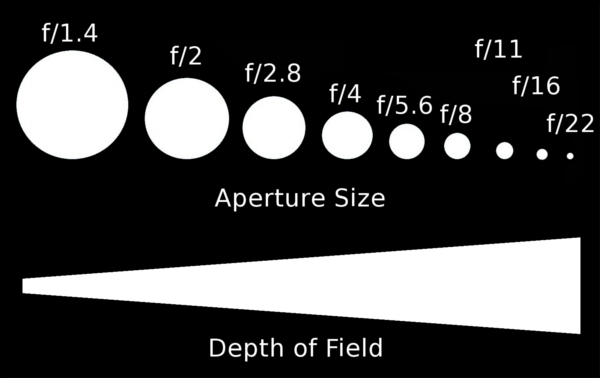 f/1.4
f/2
f/2.8
f/4
f/5.6
f/8
f/11
f/16
f/22
Aperture Size
Depth of Field